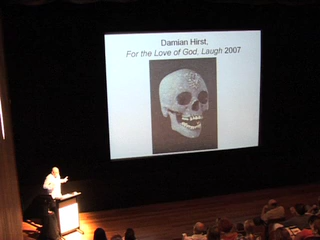 Damian Hirst,
For the Love of God, Laugh 2007